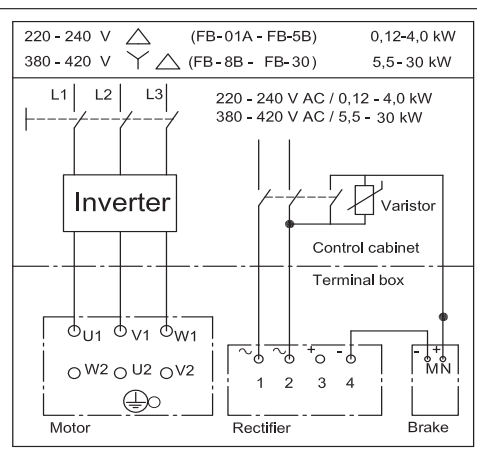 220 - 240 V △ (FB-01A - FB-5B) 0,12-4,0 kW
380 - 420 V Y △ (FB-8B - FB-30) 5,5 - 30 kW
L1 L2 L3
220 - 240 V AC / 0,12 - 4,0 kW
380 - 420 V AC / 5,5 - 30 kW
Inverter
Varistor
Control cabinet
Terminal box
U1 V1 W1
W2 U2 V2
~ ~ + -
1 2 3 4
- +
M N
Motor
Rectifier
Brake